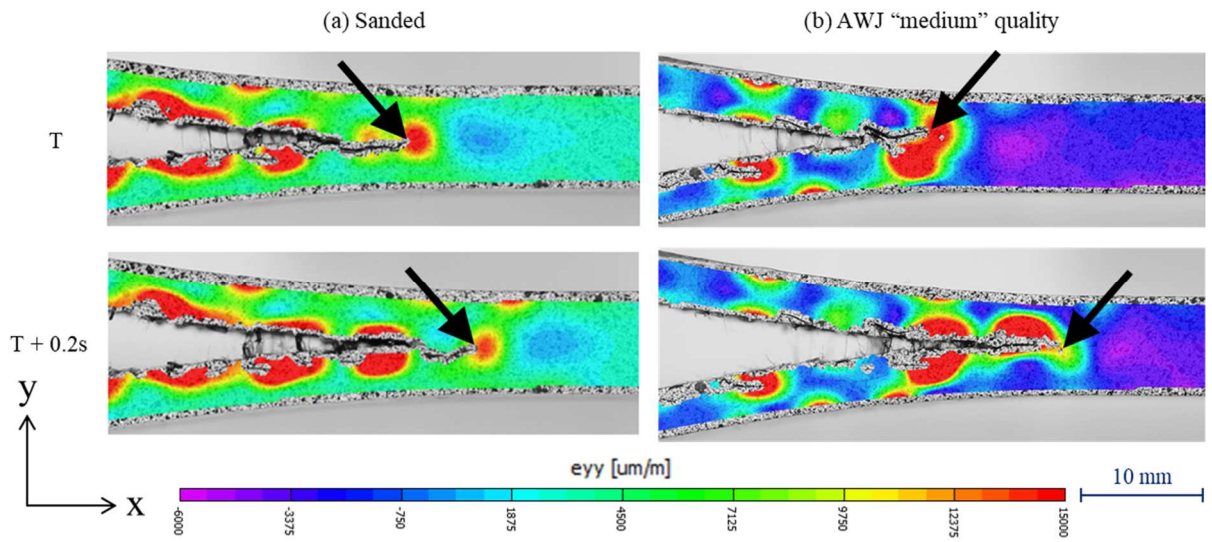 (a) Sanded
(b) AWJ “medium” quality
T
T + 0.2s
y
x
eyy [um/m]
-6000 -3375 -750 1875 4500 7125 9750 12375 15000
10 mm